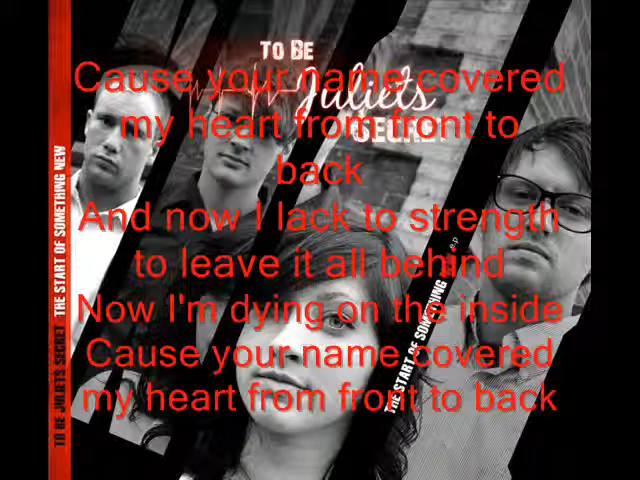 TO BE
Juliets
SECRET
Cause your name covered
my heart from front to
back
And now I lack to strength
to leave it all behind
Now I'm dying on the inside
Cause your name covered
my heart from front to back
TO BE JULIETS SECRET THE START OF SOMETHING NEW
THE START OF SOMETHING
e.p